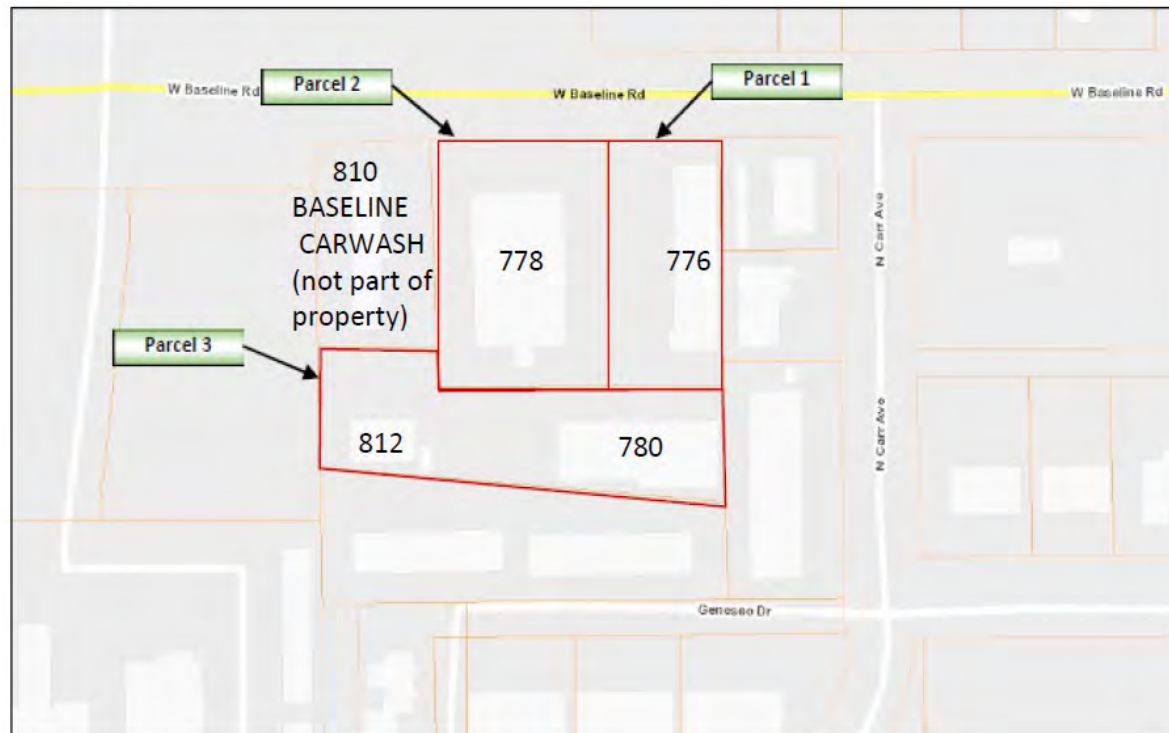 Parcel 2
Parcel 1
W Baseline Rd
W Baseline Rd
W Baseline Rd
810
BASELINE
CARWASH
(not part of
property)
778
776
N Carr Ave
Parcel 3
812
780
N Carr Ave
Geneseo Dr